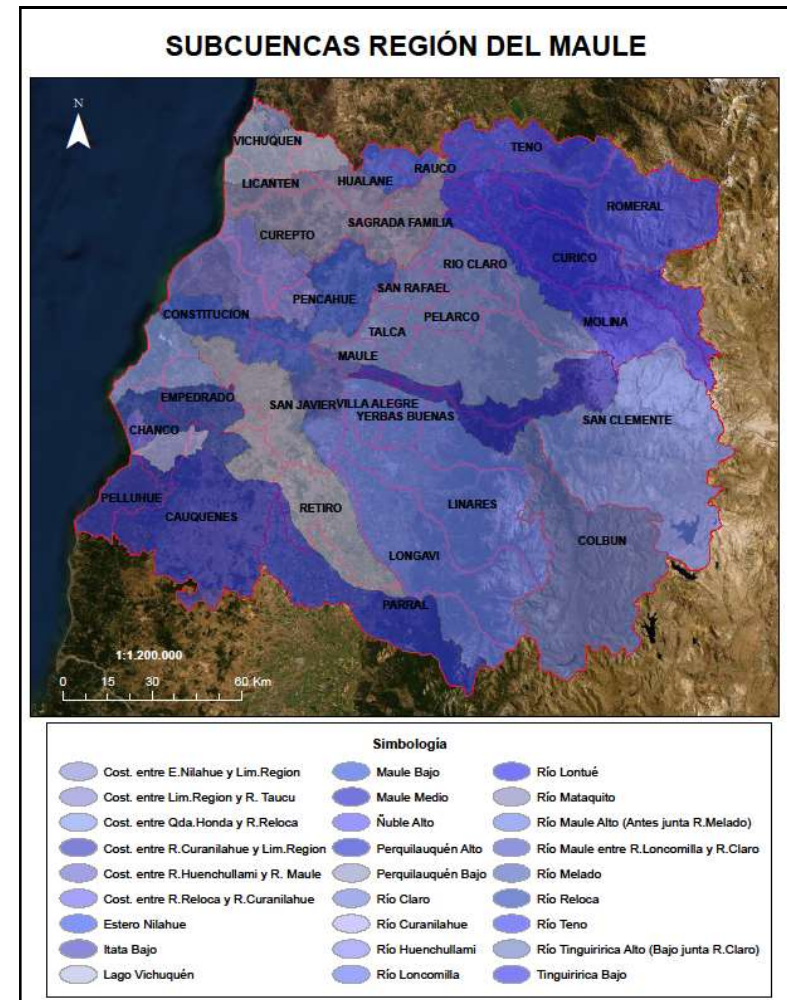 SUBCUENCAS REGIÓN DEL MAULE
N
VICHUQUEN
TENO
RAUCO
HUALANE
LICANTEN
ROMERAL
SAGRADA FAMILIA
CUREPTO
CURICO
RIO CLARO
SAN RAFAEL
PENCAHUE
CONSTITUCIÓN
PELARCO
MOLINA
TALCA
MAULE
EMPEDRADO
SAN JAVIER
VILLA ALEGRE
YERBAS BUENAS
SAN CLEMENTE
CHANCO
PELLUHUE
RETIRO
LINARES
CAUQUENES
COLBUN
LONGAVI
PARRAL
1:1.200.000
0 15 30 60 Km
Simbología
Cost. entre E.Nilahue y Lim.Region
Cost. entre Lim.Region y R. Taucu
Cost. entre Qda.Honda y R.Reloca
Cost. entre R.Curanilahue y Lim.Region
Cost. entre R.Huenchullami y R. Maule
Cost. entre R.Reloca y R.Curanilahue
Estero Nilahue
Itata Bajo
Lago Vichuquén
Maule Bajo
Maule Medio
Ñuble Alto
Perquilauquén Alto
Perquilauquén Bajo
Río Claro
Río Curanilahue
Río Huenchullami
Río Loncomilla
Río Lontué
Río Mataquito
Río Maule Alto (Antes junta R.Melado)
Río Maule entre R.Loncomilla y R.Claro
Río Melado
Río Reloca
Río Teno
Río Tinguiririca Alto (Bajo junta R.Claro)
Tinguiririca Bajo